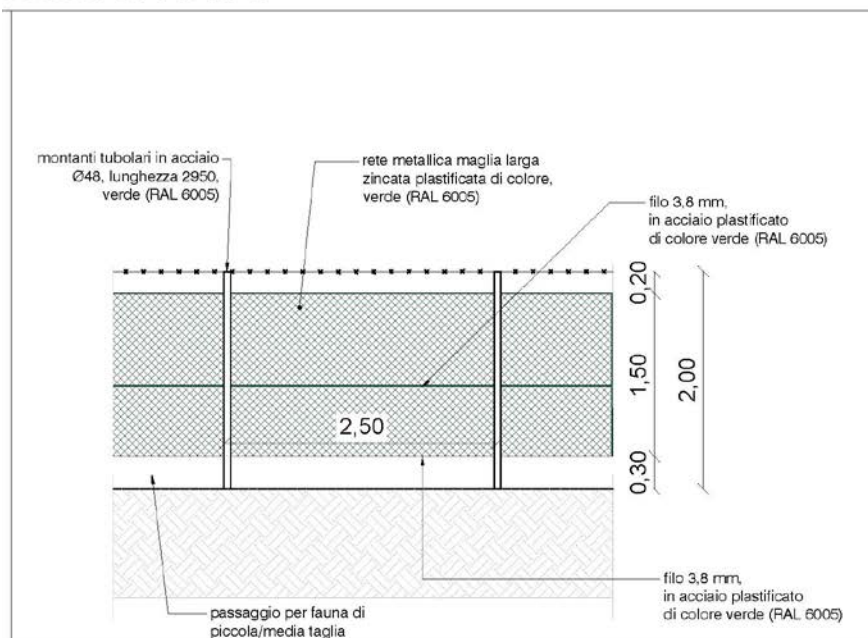 montanti tubolari in acciaio
Ø48, lunghezza 2950,
verde (RAL 6005)
rete metallica maglia larga
zincata plastificata di colore,
verde (RAL 6005)
filo 3,8 mm,
in acciaio plastificato
di colore verde (RAL 6005)
0,20
1,50
2,00
2,50
0,30
filo 3,8 mm,
in acciaio plastificato
di colore verde (RAL 6005)
passaggio per fauna di
piccola/media taglia